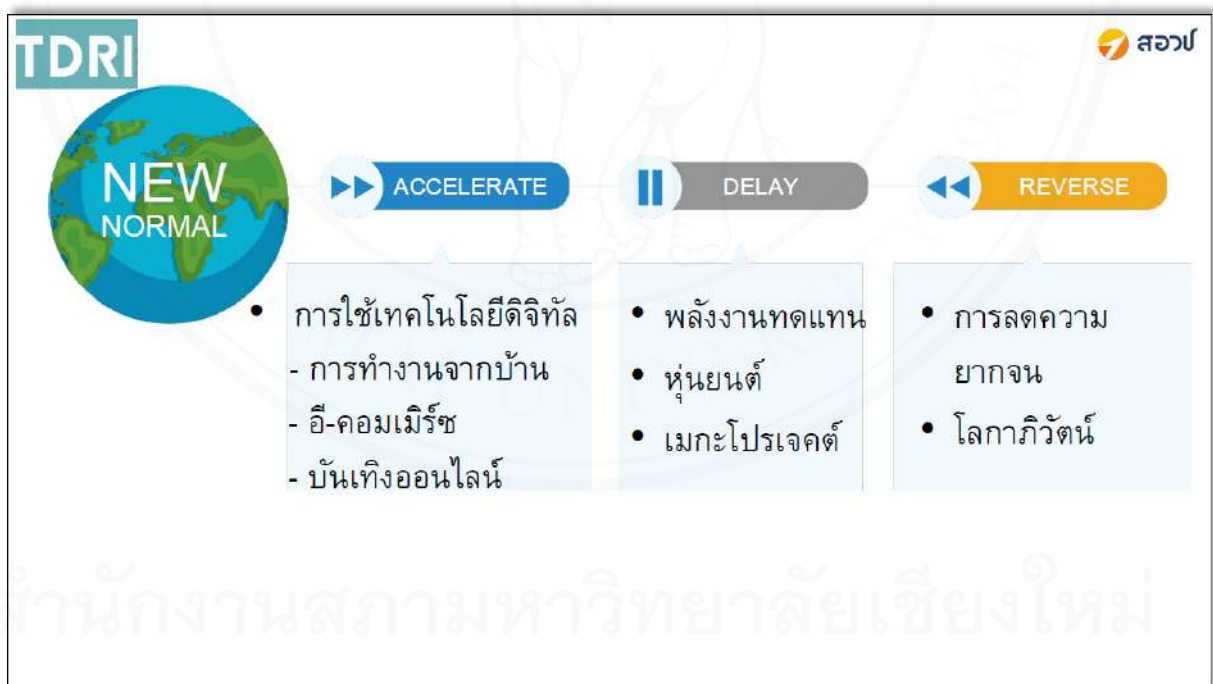 TDRI
สอวช
NEW
NORMAL
ACCELERATE
DELAY
REVERSE
• การใช้เทคโนโลยีดิจิทัล
- การทำงานจากบ้าน
- อี-คอมเมิร์ซ
- บันเทิงออนไลน์
• พลังงานทดแทน
• หุ่นยนต์
• เมกะโปรเจคต์
• การลดความ
ยากจน
• โลกาภิวัตน์
สำนักงานสภามหาวิทยาลัยเชียงใหม่